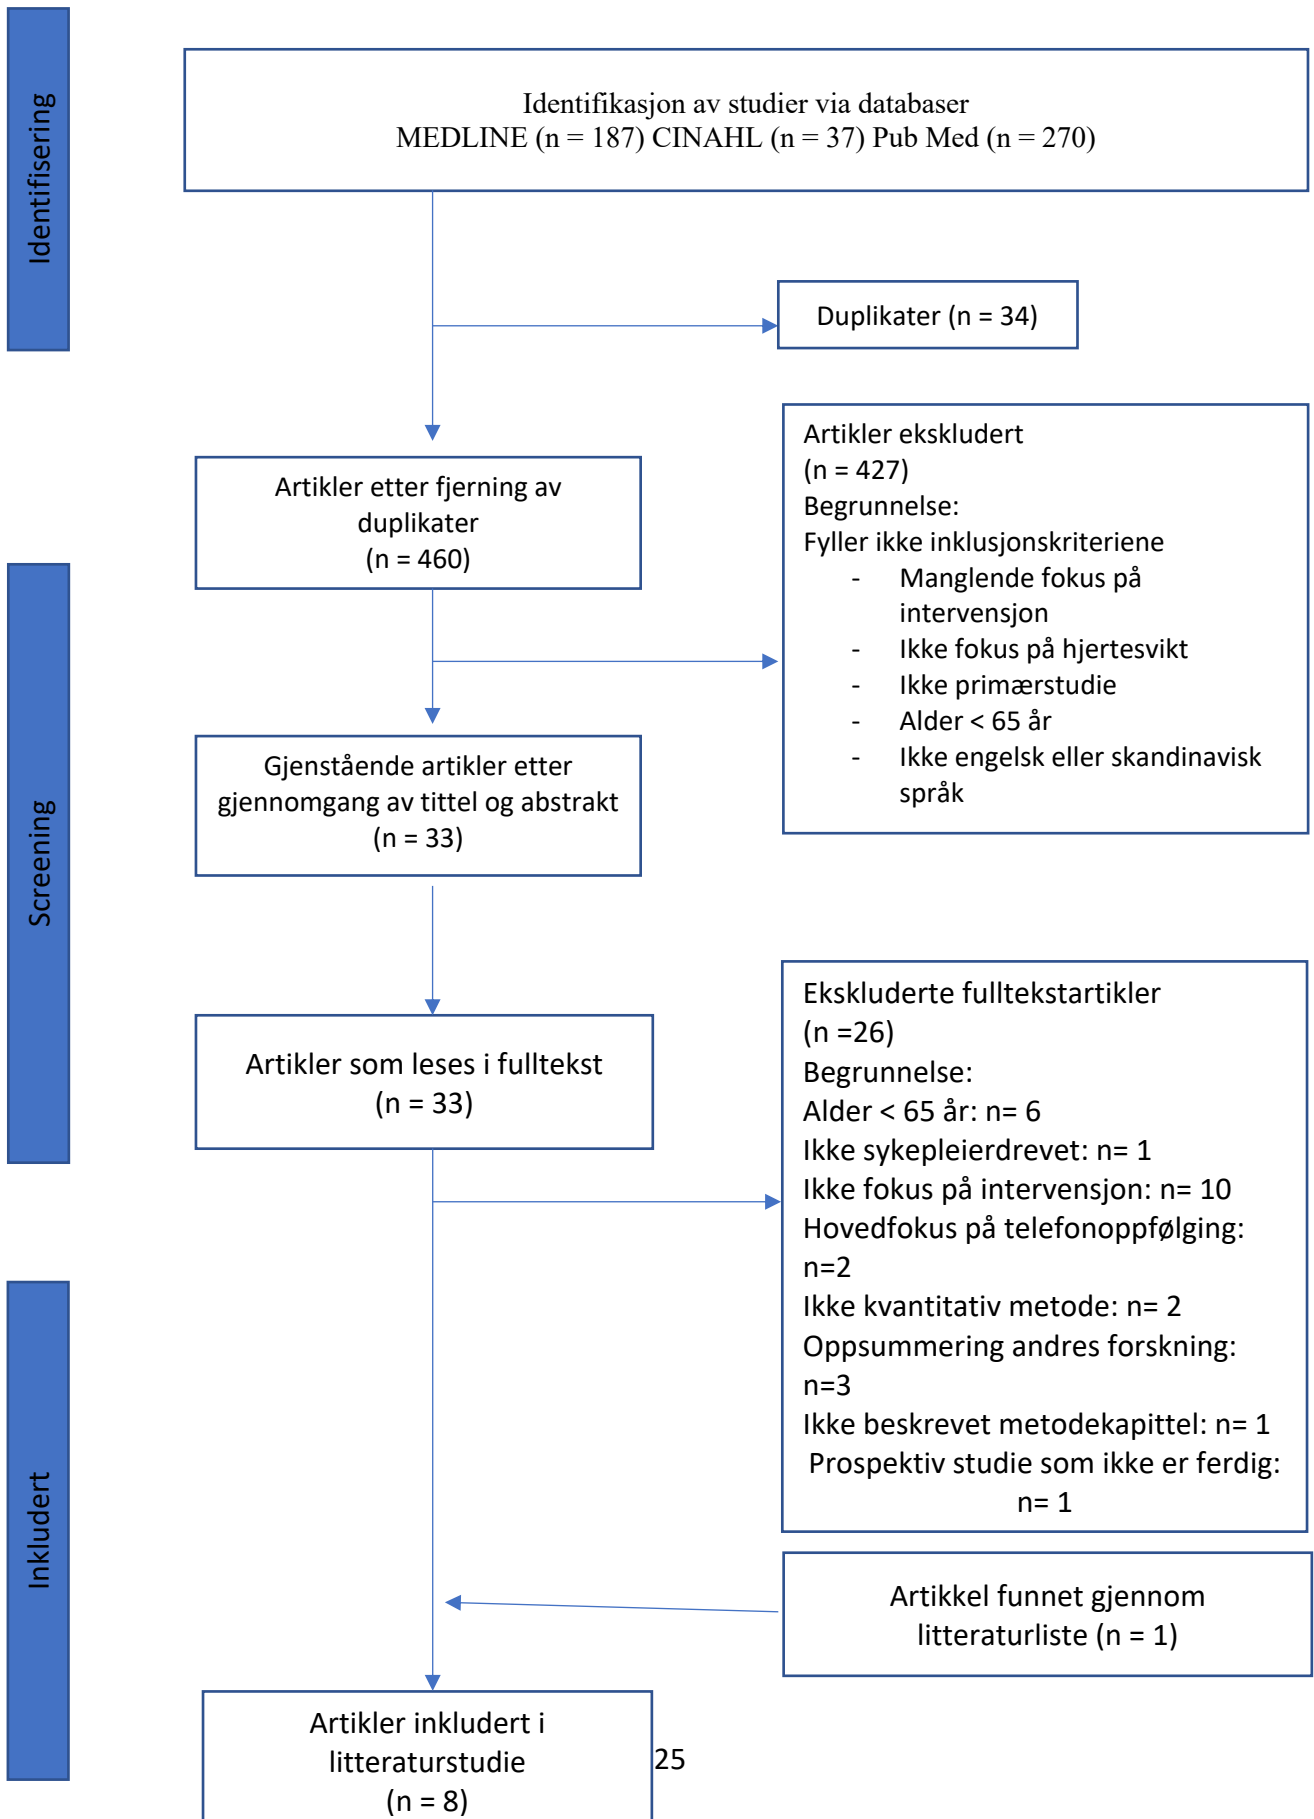 Identifisering
Identifikasjon av studier via databaser
MEDLINE (n = 187) CINAHL (n = 37) Pub Med (n = 270)
Duplikater (n = 34)
Artikler etter fjerning av
duplikater
(n = 460)
Artikler ekskludert
(n = 427)
Begrunnelse:
Fyller ikke inklusjonskriteriene
- Manglende fokus på
intervensjon
- Ikke fokus på hjertesvikt
- Ikke primærstudie
- Alder < 65 år
- Ikke engelsk eller skandinavisk
språk
Screening
Gjenstående artikler etter
gjennomgang av tittel og abstrakt
(n = 33)
Artikler som leses i fulltekst
(n = 33)
Ekskluderte fulltekstartikler
(n =26)
Begrunnelse:
Alder < 65 år: n= 6
Ikke sykepleierdrevet: n= 1
Ikke fokus på intervensjon: n= 10
Hovedfokus på telefonoppfølging:
n=2
Ikke kvantitativ metode: n= 2
Oppsummering andres forskning:
n=3
Ikke beskrevet metodekapittel: n= 1
Prospektiv studie som ikke er ferdig:
n= 1
Inkludert
Artikkel funnet gjennom
litteraturliste (n = 1)
Artikler inkludert i
litteraturstudie
(n = 8)
25